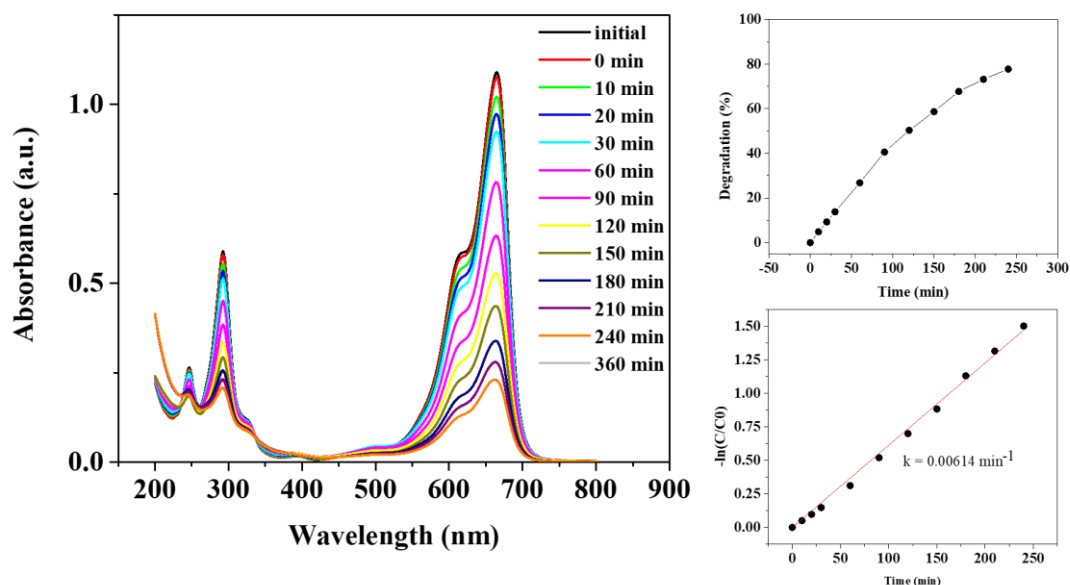 Absorbance (a.u.)
1.0
0.5
0.0
200 300 400 500 600 700 800 900
Wavelength (nm)
initial
0 min
10 min
20 min
30 min
60 min
90 min
120 min
150 min
180 min
210 min
240 min
360 min
Degradation (%)
100
80
60
40
20
0
-50 0 50 100 150 200 250 300
Time (min)
-ln(C/C0)
1.50
1.25
1.00
0.75
0.50
0.25
0.00
k = 0.00614 min⁻¹
0 50 100 150 200 250
Time (min)